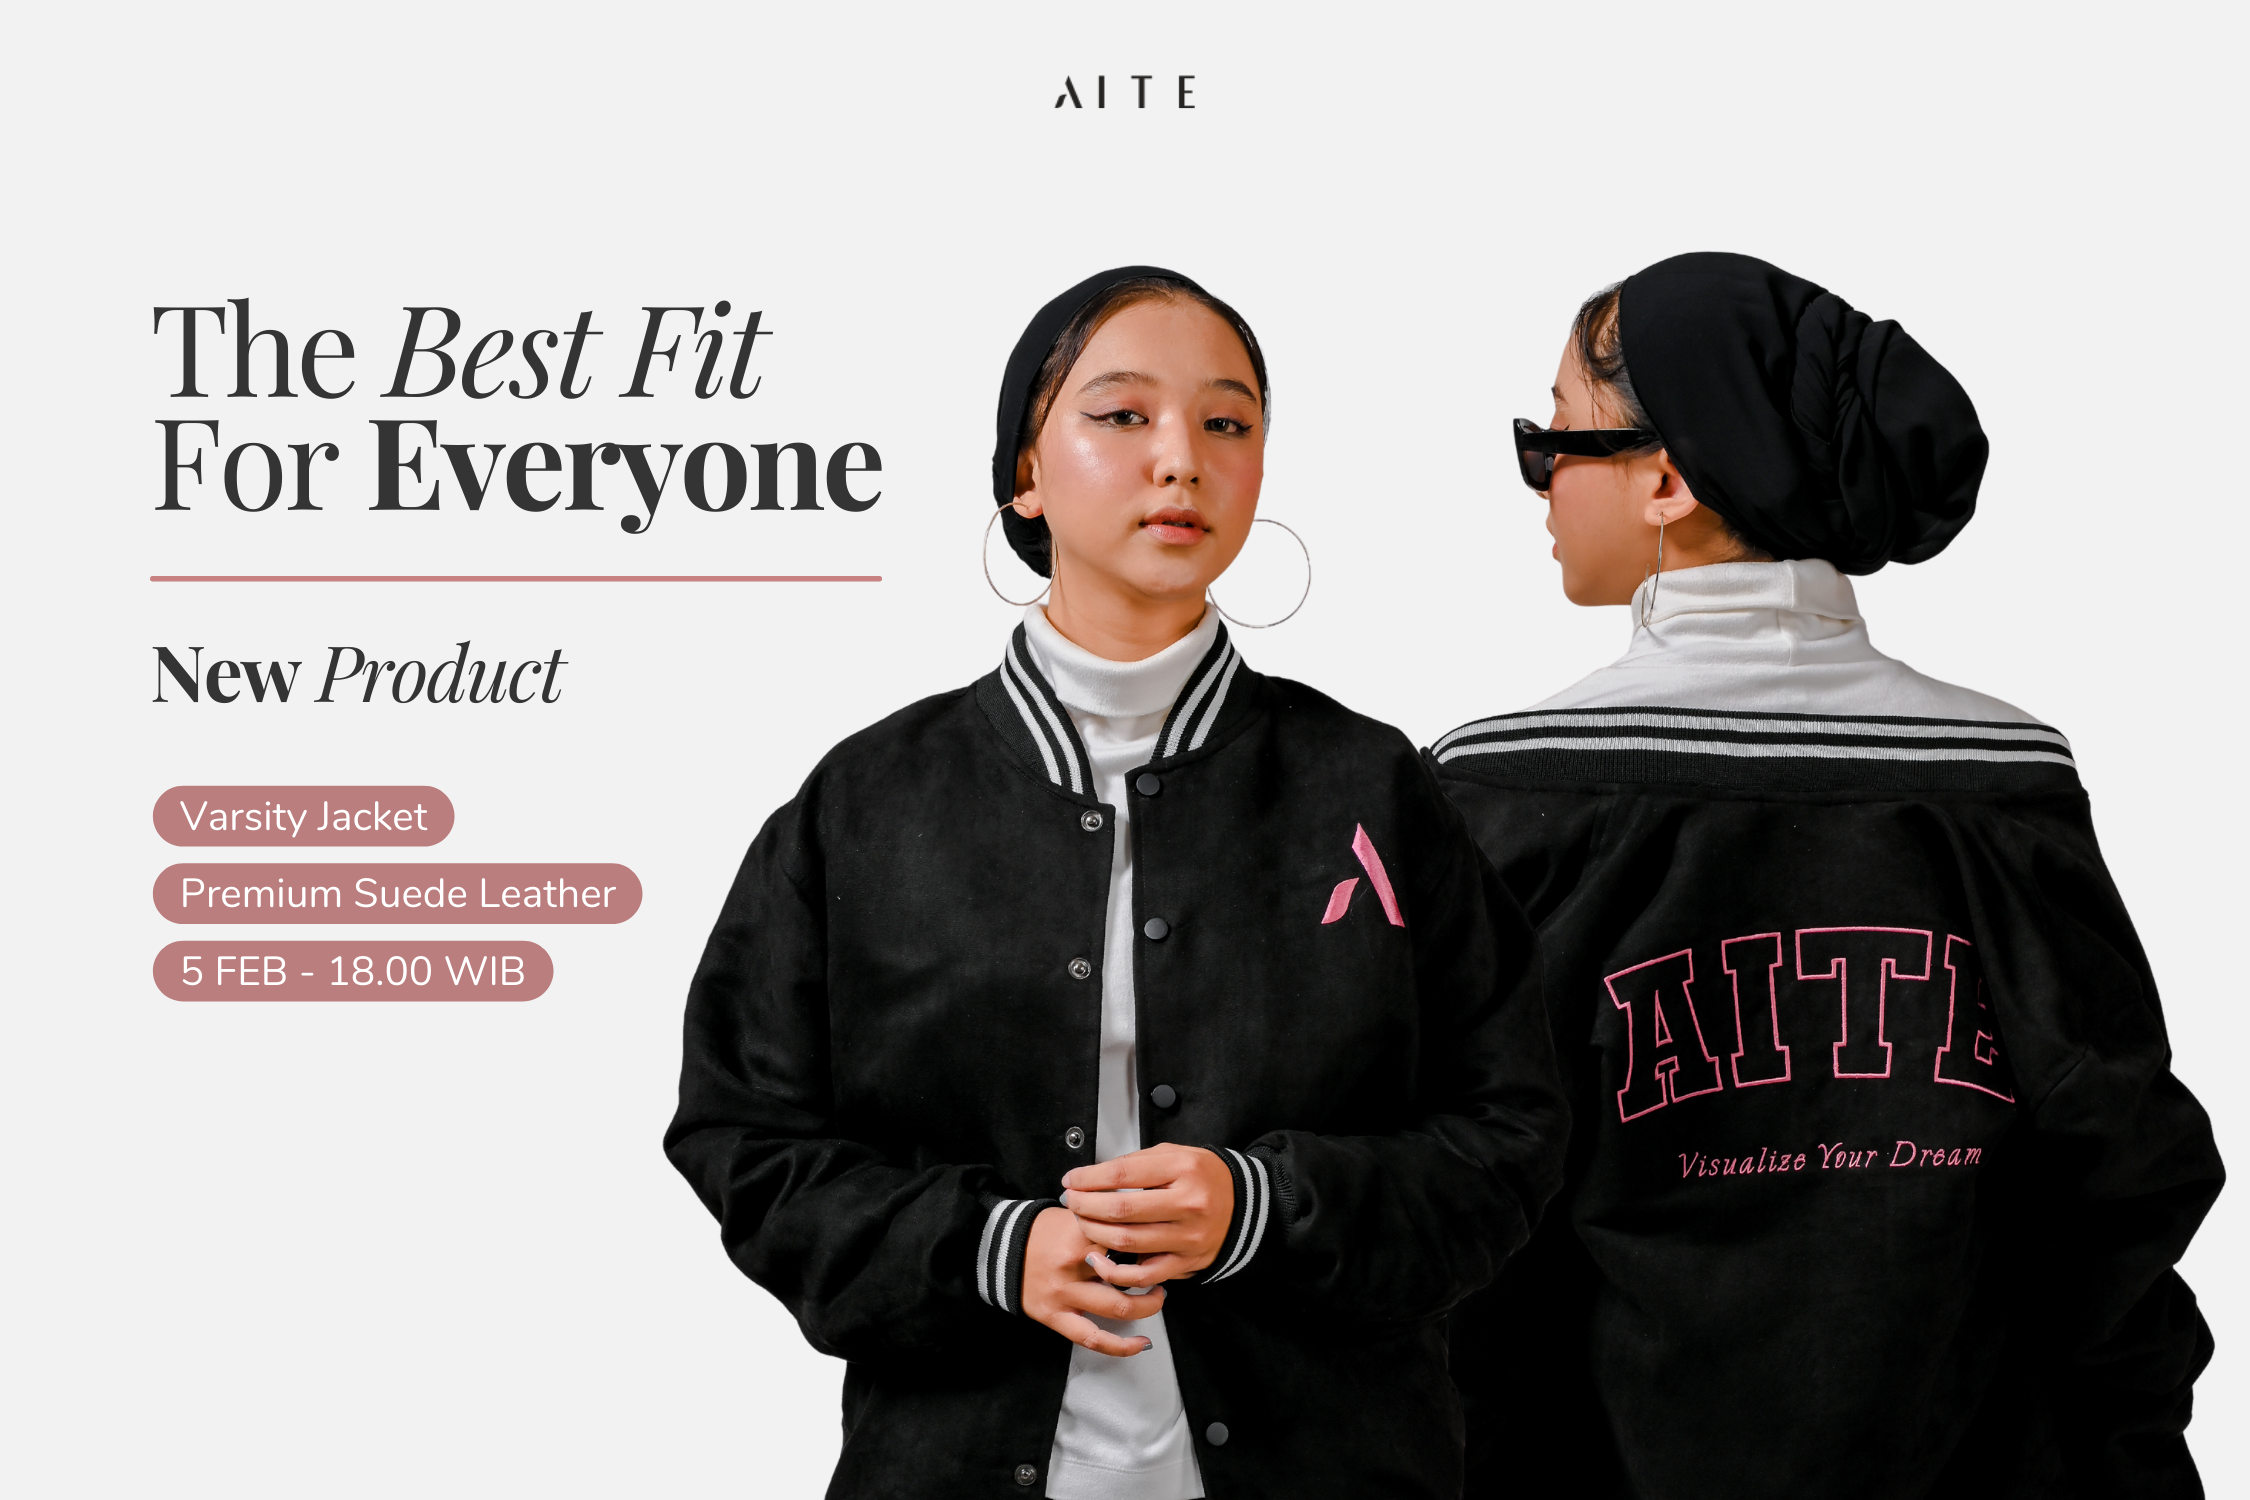 AITE
The Best Fit
For Everyone
New Product
Varsity Jacket
Premium Suede Leather
5 FEB - 18.00 WIB
A
AITE
Visualize Your Dream